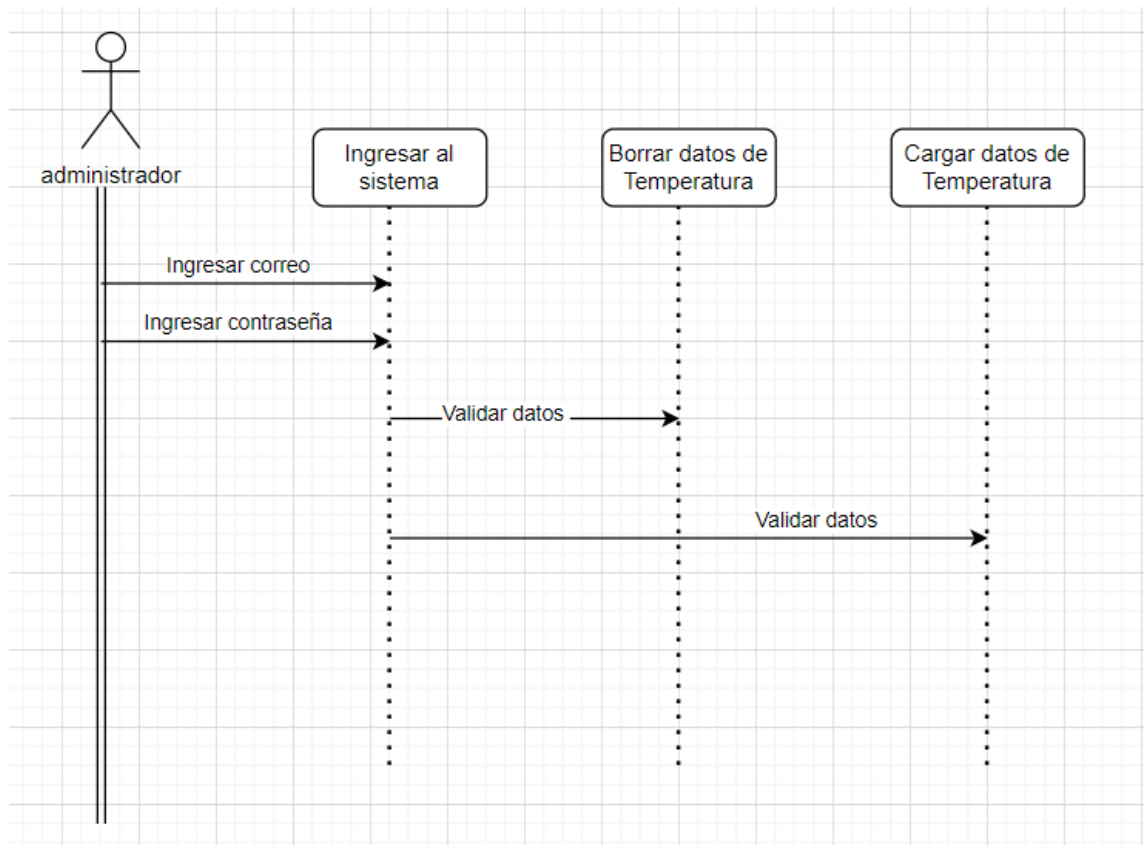 administrador
Ingresar al
sistema
Borrar datos de
Temperatura
Cargar datos de
Temperatura
Ingresar correo
Ingresar contraseña
Validar datos
Validar datos